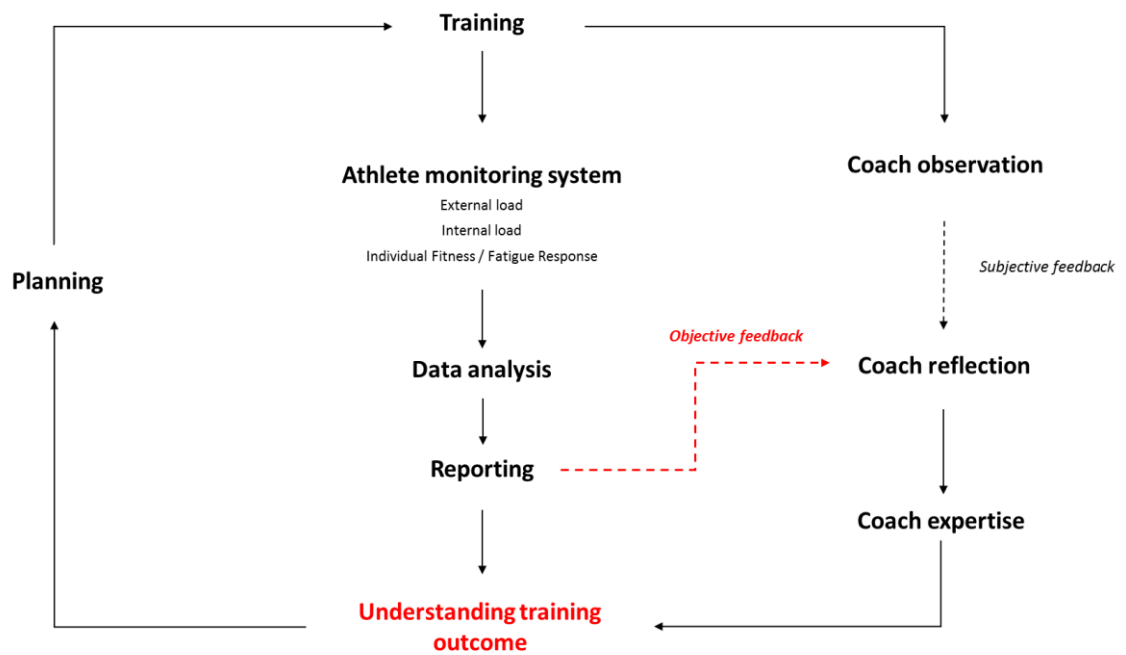 Training
Coach observation
Athlete monitoring system
External load
Internal load
Individual Fitness / Fatigue Response
Subjective feedback
Planning
Objective feedback
Data analysis
Coach reflection
Reporting
Coach expertise
Understanding training
outcome